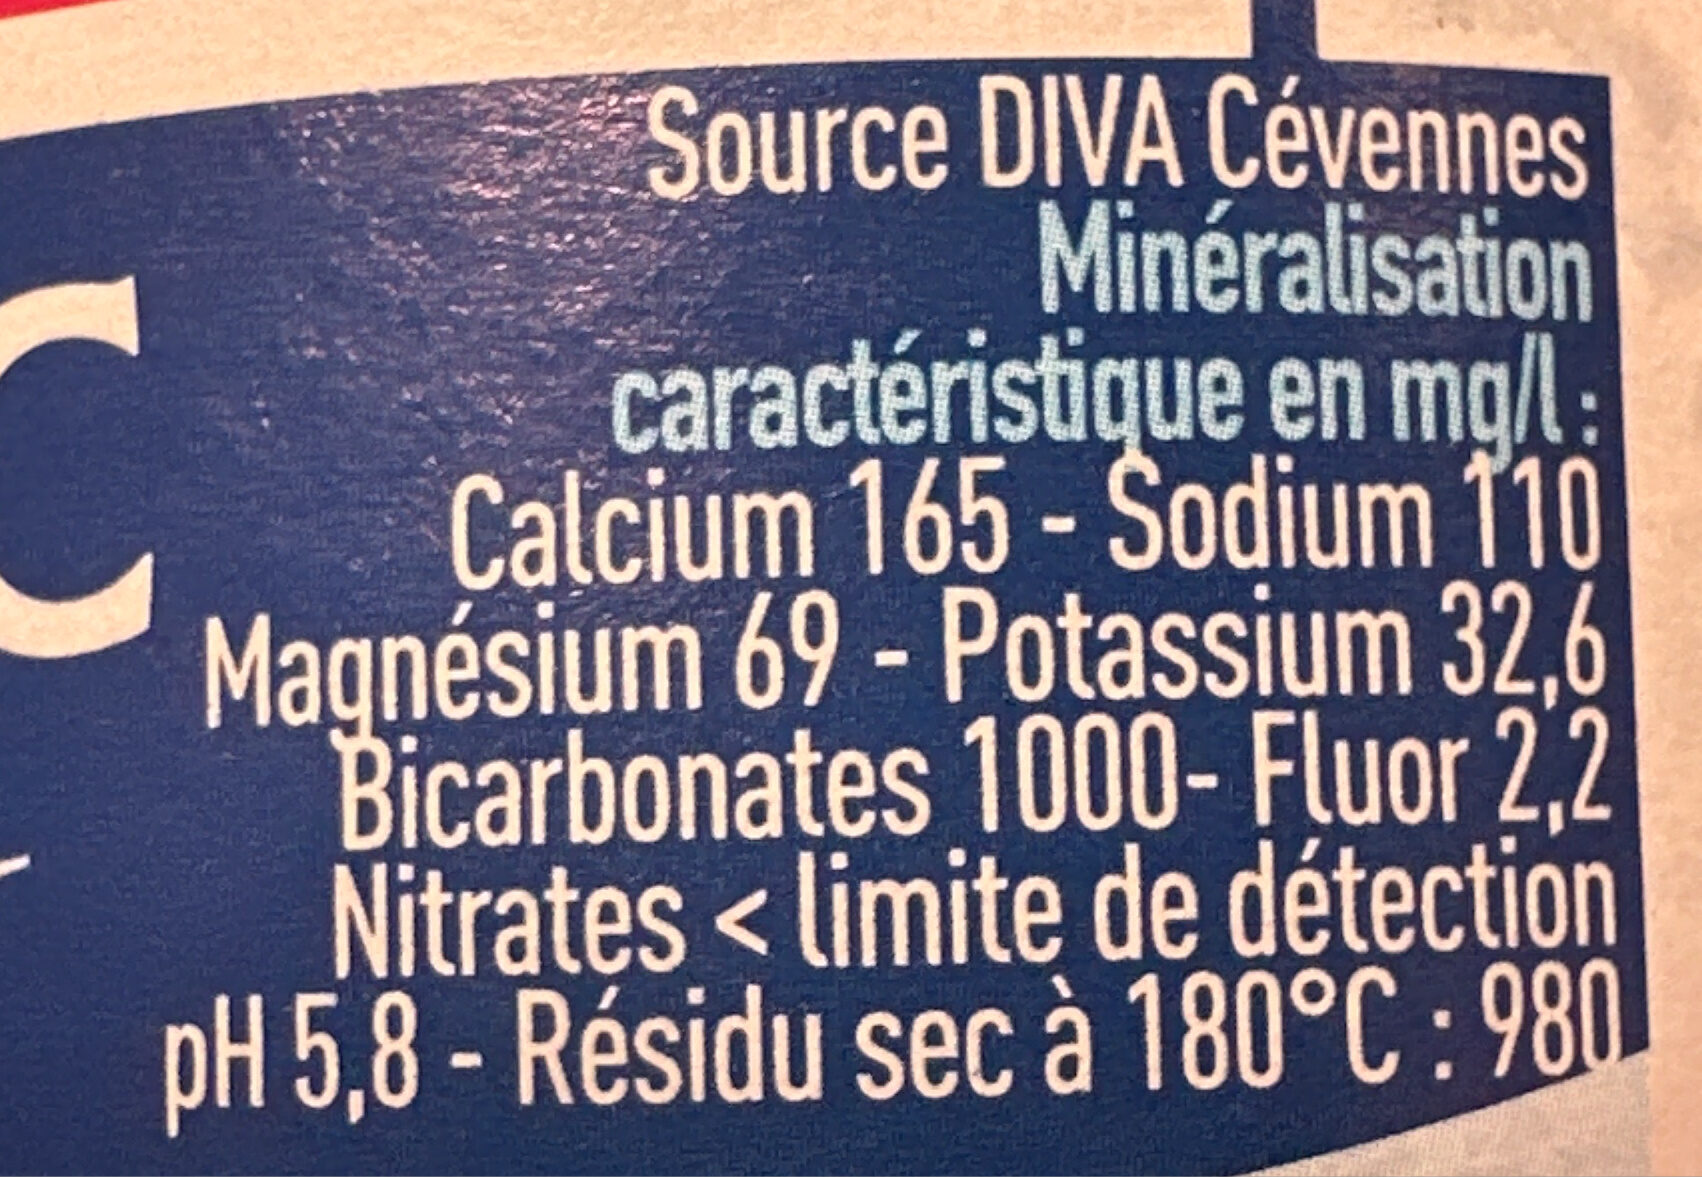 C
Source DIVA Cévennes
Minéralisation
caractéristique en mg/l :
Calcium 165 - Sodium 110
Magnésium 69 - Potassium 32,6
Bicarbonates 1000- Fluor 2,2
Nitrates < limite de détection
pH 5,8 - Résidu sec à 180°C : 980